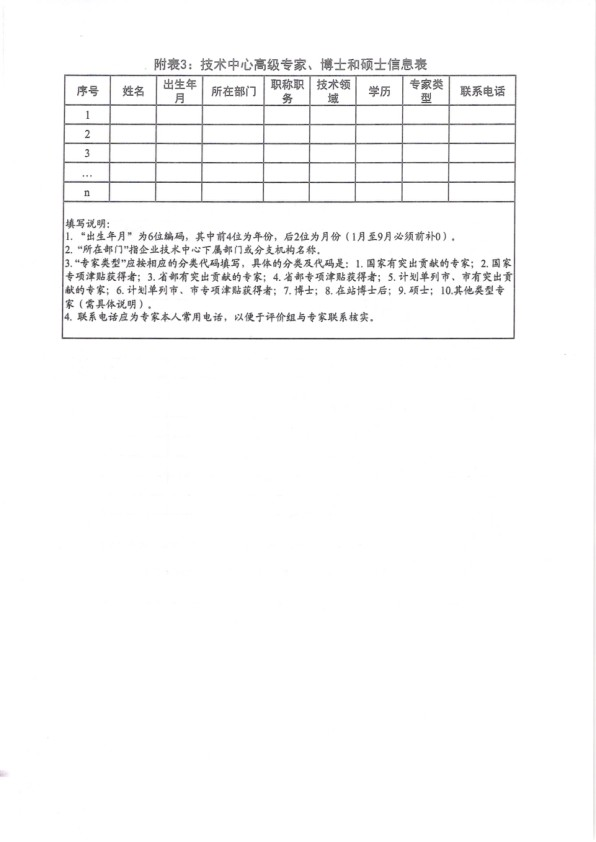 附表3：技术中心高级专家、博士和硕士信息表
序号 姓名 出生年月 所在部门 职称职务 技术领域 学历 专家类型 联系电话
1
2
3
…
n
填写说明：
1. “出生年月”为6位编码，其中前4位为年份，后2位为月份（1月至9月必须前补0）。
2. “所在部门”指企业技术中心下属部门或分支机构名称．
3. “专家类型”应按相应的分类代码填写，具体的分类及代码是：1. 国家有突出贡献的专家；2. 国家
专项津贴获得者；3. 省部有突出贡献的专家；4. 省部专项津贴获得者；5. 计划单列市、市有突出贡
献的专家；6. 计划单列市、市专项津贴获得者；7. 博士；8. 在站博士后；9. 硕士；10.其他类型专
家（需具体说明）。
4. 联系电话应为专家本人常用电话，以便于评价组与专家联系核实。